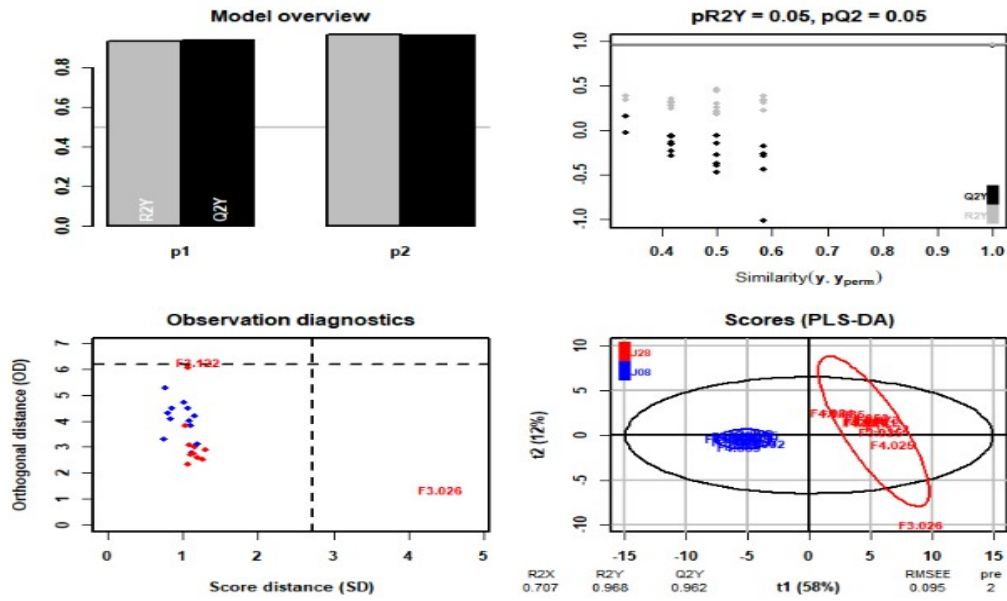 Model overview
0.8
0.6
0.4
0.2
0.0
R2Y
Q2Y
p1
p2
pR2Y = 0.05, pQ2 = 0.05
1.0
0.5
0.0
-0.5
-1.0
Q2Y
R2Y
0.4 0.5 0.6 0.7 0.8 0.9 1.0
Similarity(y, yperm)
Observation diagnostics
Orthogonal distance (OD)
7
6
5
4
3
2
1
0
F2.122
F3.026
0 1 2 3 4 5
Score distance (SD)
Scores (PLS-DA)
J28
J08
t2 (12%)
10
5
0
-5
-10
F4.025
F3.026
-15 -10 -5 0 5 10 15
R2X R2Y Q2Y RMSEE pre
0.707 0.968 0.962 t1 (58%) 0.095 2